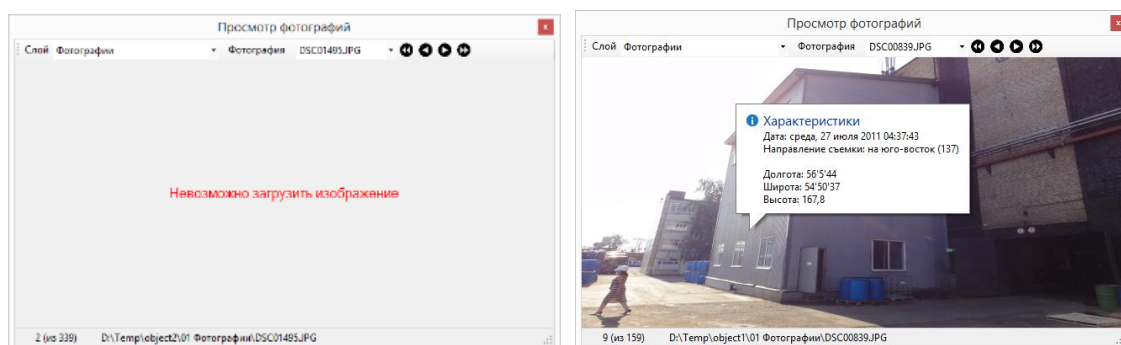 Просмотр фотографий
x
Слой Фотографии Фотография DSC01495.JPG
Невозможно загрузить изображение
2 (из 339) D:\Temp\object2\01 Фотографии\DSC01495.JPG
Просмотр фотографий
x
Слой Фотографии Фотография DSC00839.JPG
Характеристики
Дата: среда, 27 июля 2011 04:37:43
Направление съемки: на юго-восток (137)
Долгота: 56'5'44
Широта: 54'50'37
Высота: 167,8
9 (из 159) D:\Temp\object1\01 Фотографии\DSC00839.JPG